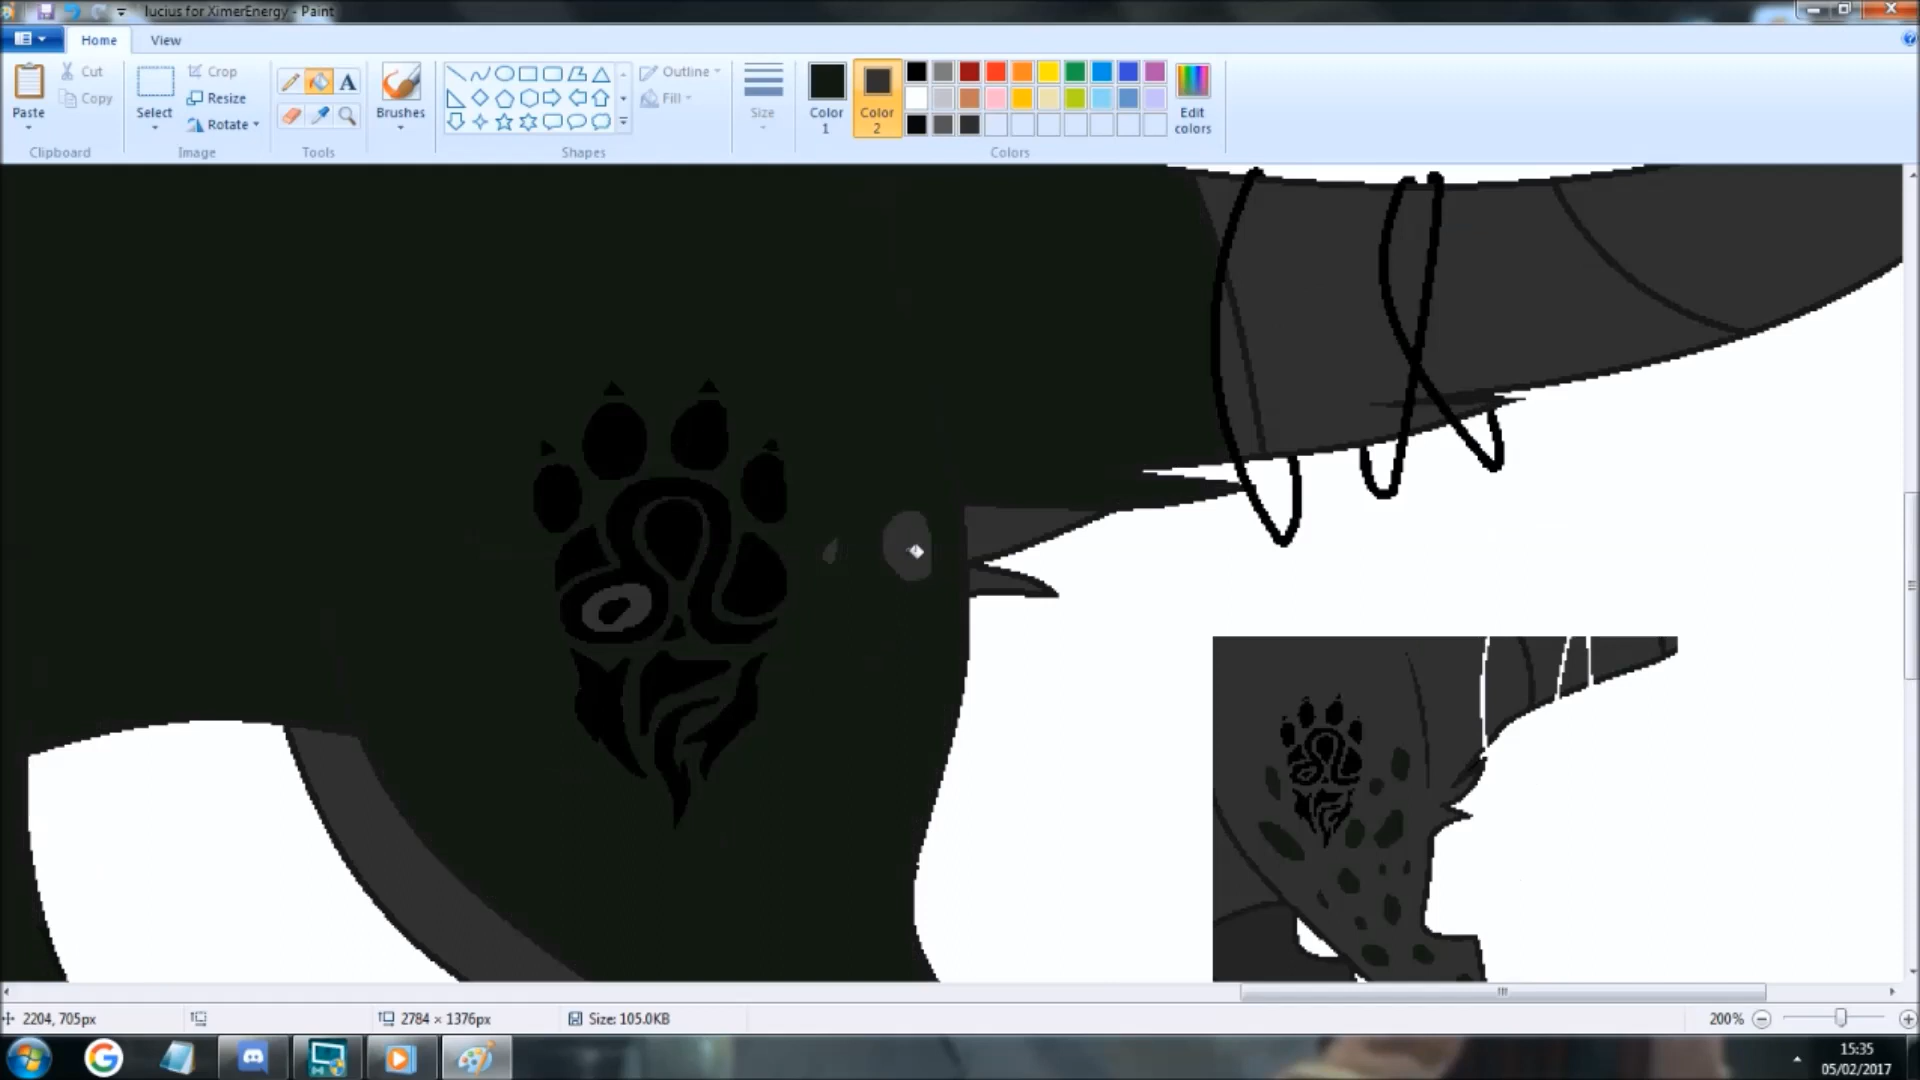 lucius for XimerEnergy - Paint
Home View
Paste
Cut
Copy
Clipboard
Select
Crop
Resize
Rotate
Image
A
Tools
Brushes
Shapes
Outline
Fill
Size
Color 1
Color 2
Edit colors
Colors
2204, 705px
2784 × 1376px
Size: 105.0KB
200%
15:35
05/02/2017